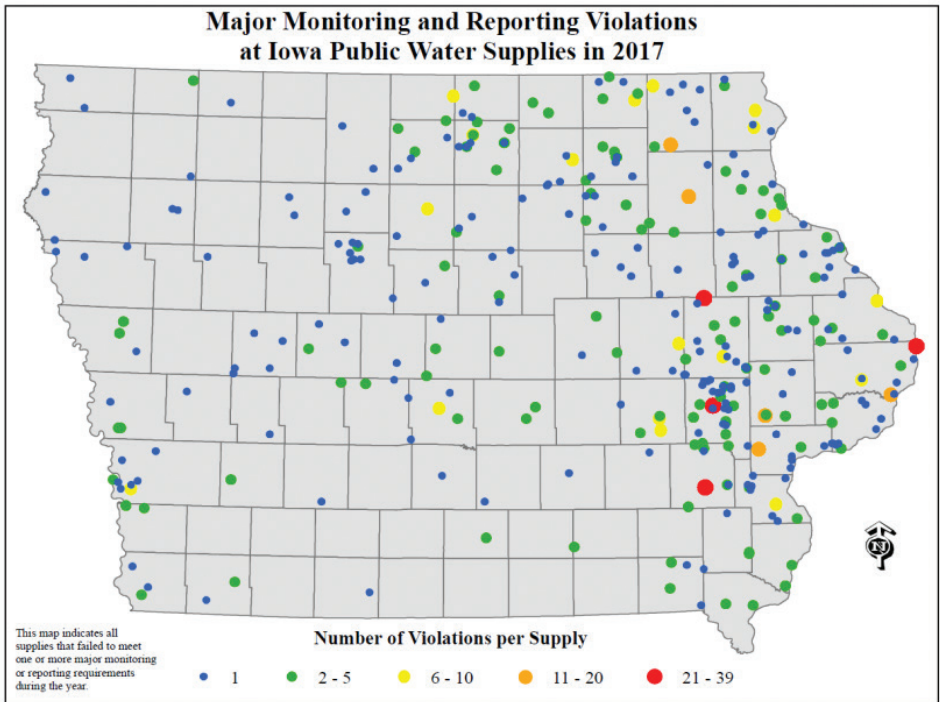 Major Monitoring and Reporting Violations
at Iowa Public Water Supplies in 2017
N
This map indicates all
supplies that failed to meet
one or more major monitoring
or reporting requirements
during the year.
Number of Violations per Supply
1 2 - 5 6 - 10 11 - 20 21 - 39